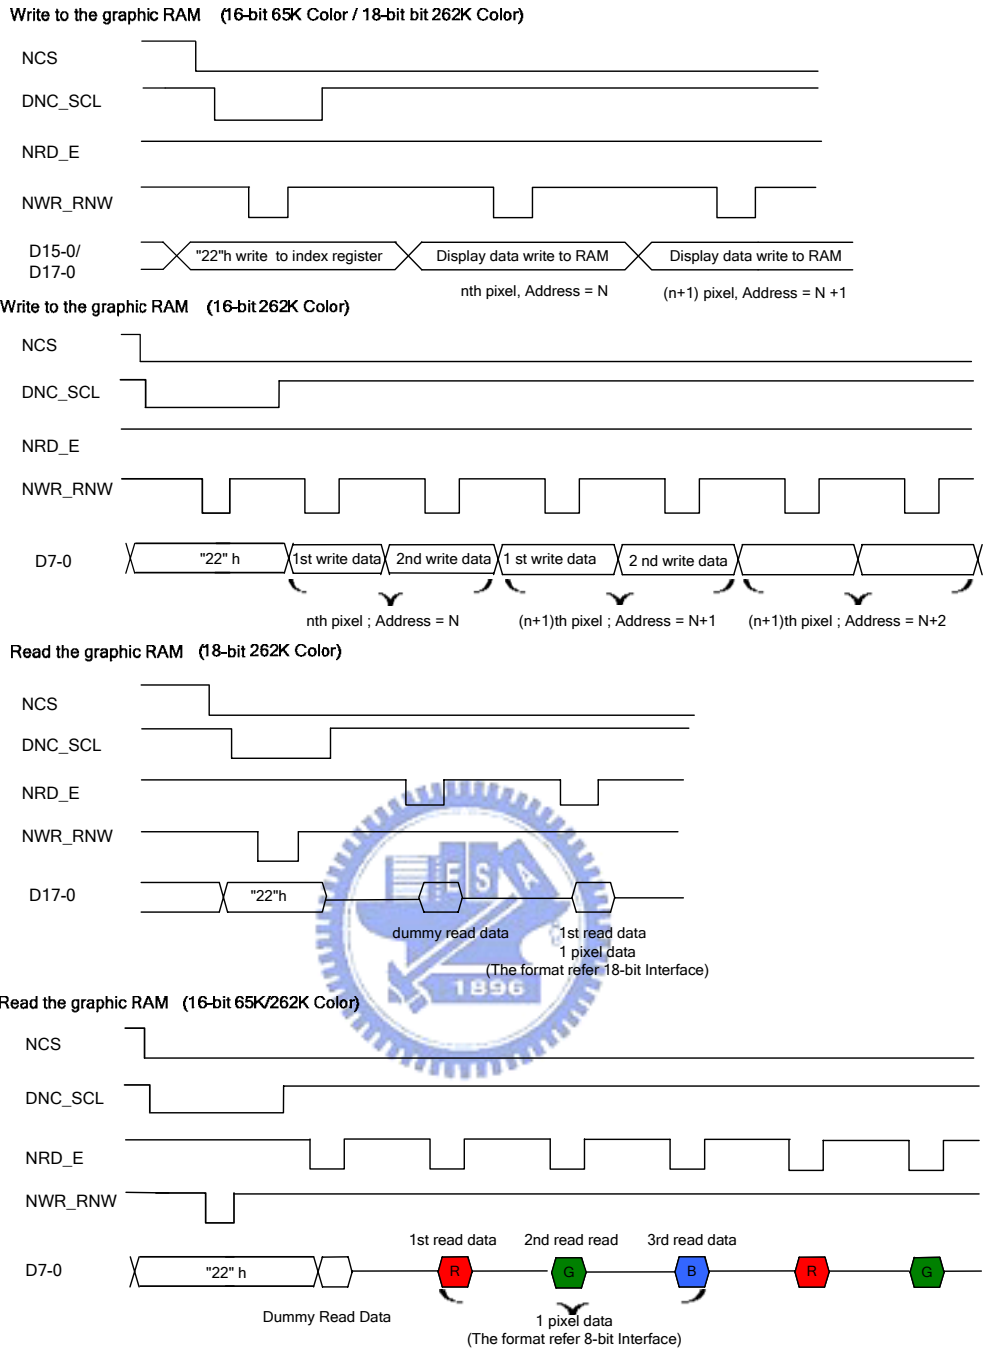 Write to the graphic RAM (16-bit 65K Color / 18-bit bit 262K Color)
NCS
DNC_SCL
NRD_E
NWR_RNW
D15-0/
D17-0
"22"h write to index register
Display data write to RAM
Display data write to RAM
nth pixel, Address = N
(n+1) pixel, Address = N +1
Write to the graphic RAM (16-bit 262K Color)
NCS
DNC_SCL
NRD_E
NWR_RNW
D7-0
"22" h
1st write data
2nd write data
1 st write data
2 nd write data
nth pixel ; Address = N
(n+1)th pixel ; Address = N+1
(n+1)th pixel ; Address = N+2
Read the graphic RAM (18-bit 262K Color)
NCS
DNC_SCL
NRD_E
NWR_RNW
D17-0
"22"h
ESA
dummy read data
1st read data
1 pixel data
(The format refer 18-bit Interface)
1896
Read the graphic RAM (16-bit 65K/262K Color)
NCS
DNC_SCL
NRD_E
NWR_RNW
1st read data
2nd read read
3rd read data
D7-0
"22" h
R
G
B
R
G
Dummy Read Data
1 pixel data
(The format refer 8-bit Interface)